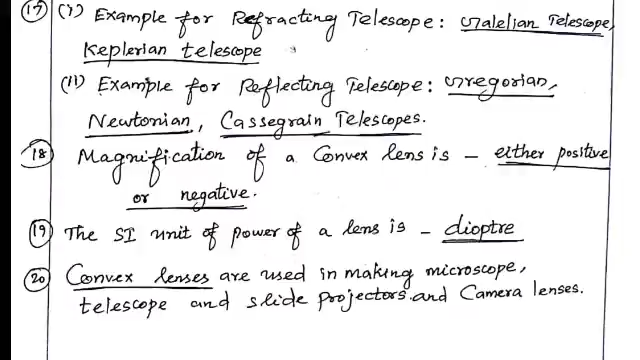 17 (i) Example for Refracting Telescope: Galelian Telescope,
Keplerian telescope
(ii) Example for Reflecting Telescope: Gregorian,
Newtonian, Cassegrain Telescopes.
18 Magnification of a Convex lens is - either positive
or negative.
19 The SI unit of power of a lens is - dioptre
20 Convex lenses are used in making microscope,
telescope and slide projectors. and Camera lenses.